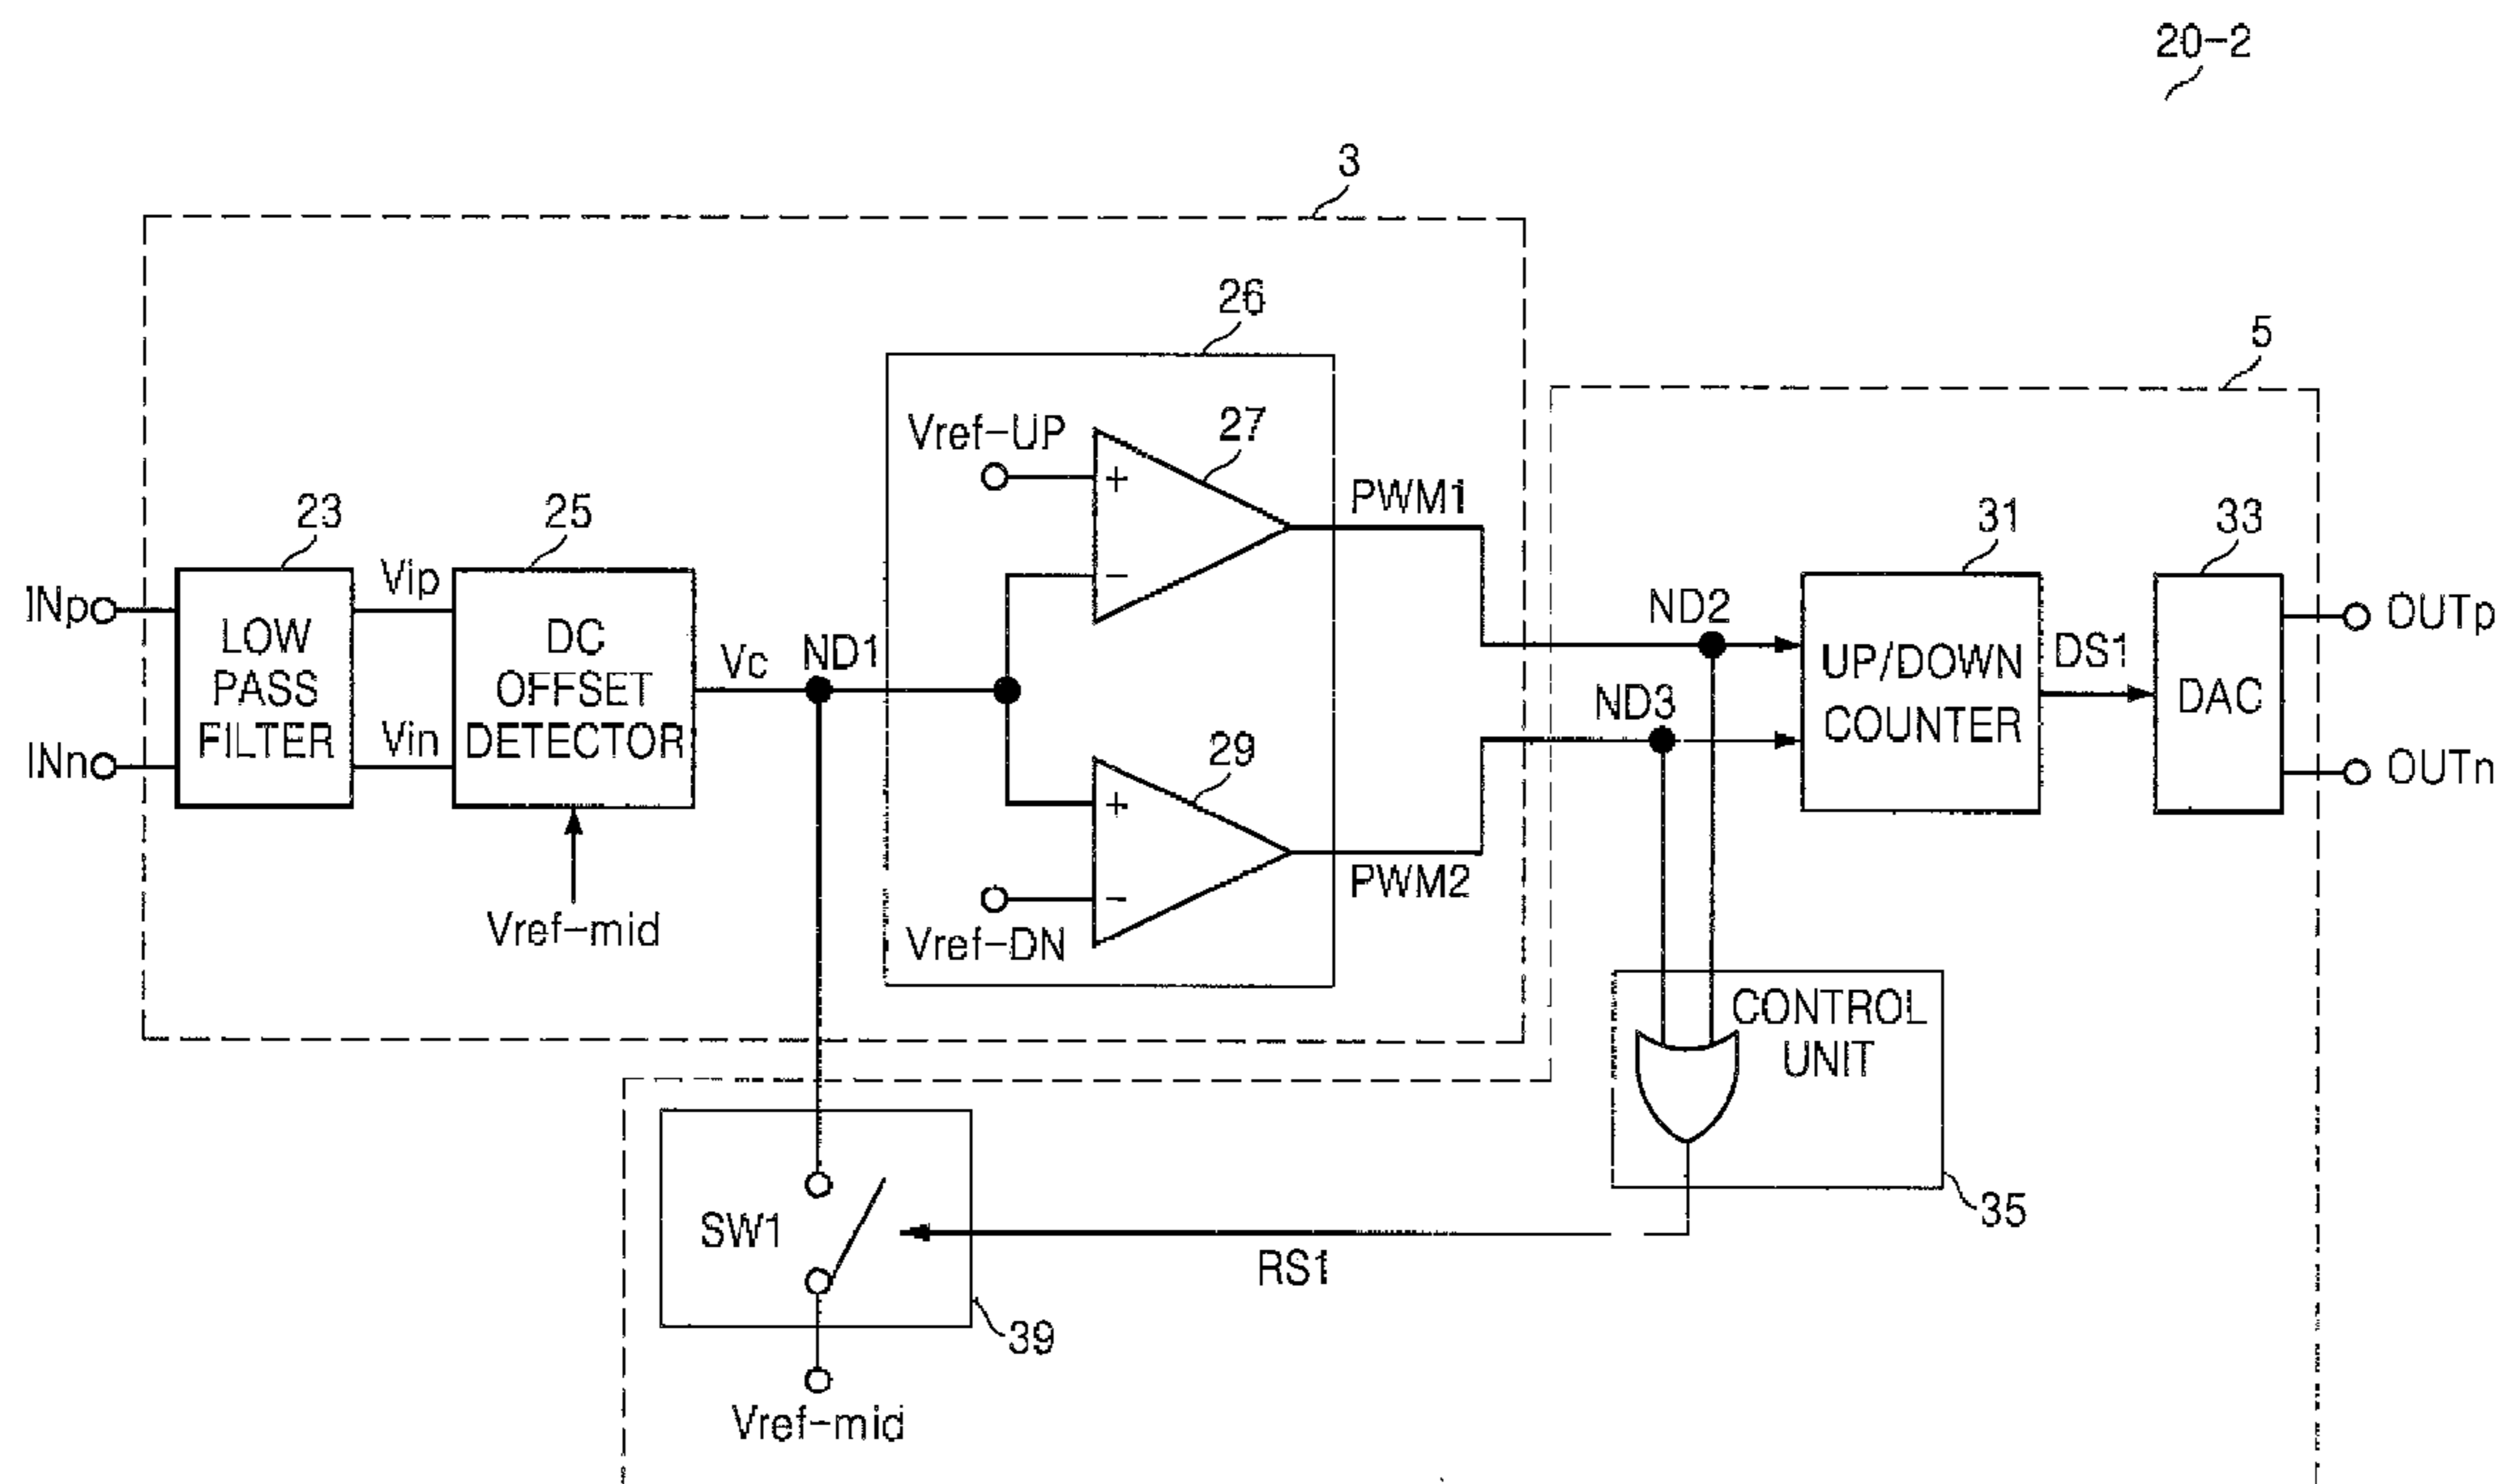 20-2
3
26
5
Vref-UP
27
+
−
PWM1
23
25
31
33
INp
Vip
LOW
PASS
FILTER
DC
OFFSET
DETECTOR
Vc
ND1
ND2
ND3
UP/DOWN
COUNTER
DS1
DAC
OUTp
INn
Vin
OUTn
29
+
−
Vref-mid
Vref-DN
PWM2
CONTROL
UNIT
35
SW1
RS1
39
Vref-mid